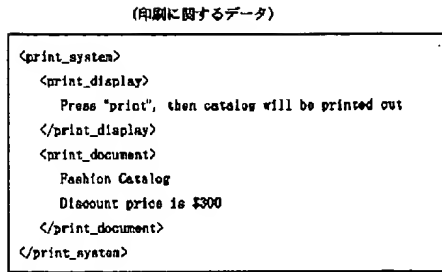 (印刷に関するデータ)
<print_system>
<print_display>
Press "print", then catalog will be printed out
</print_display>
<print_document>
Fashion Catalog
Discount price is $300
</print_document>
</print_system>